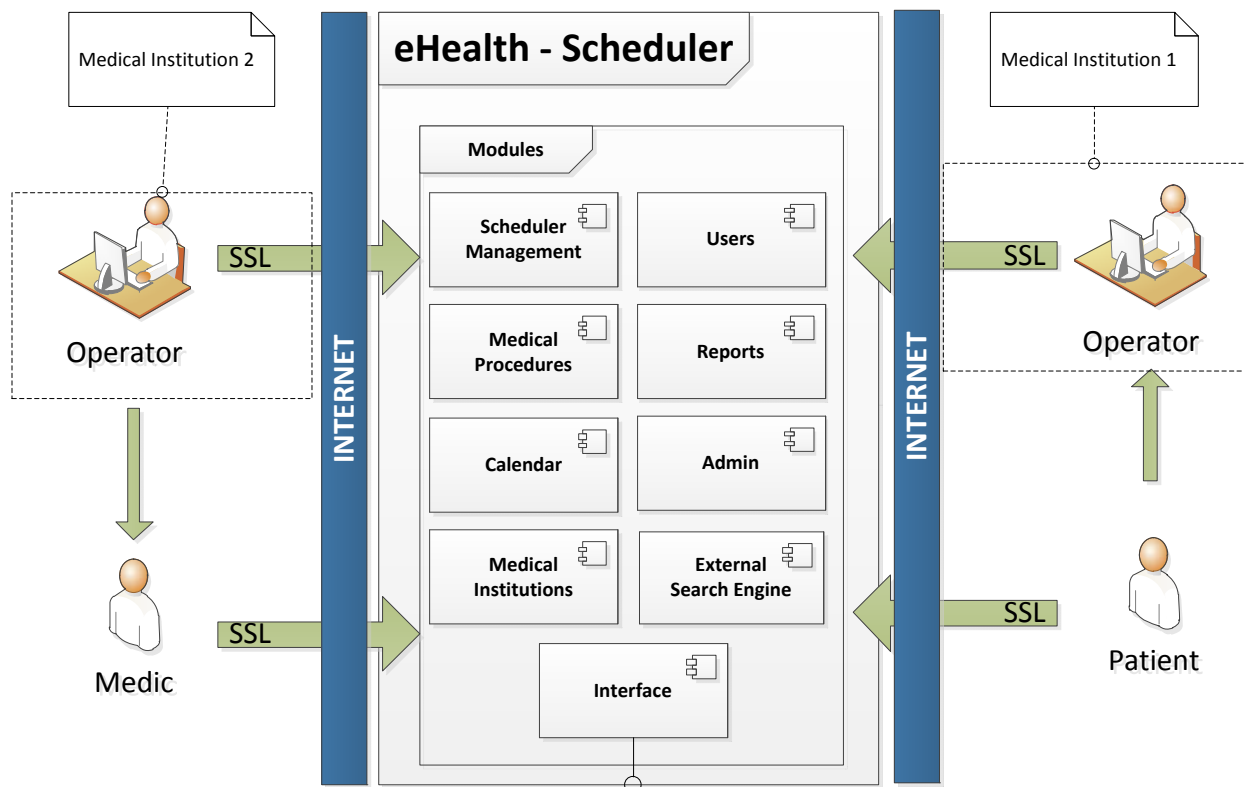 Medical Institution 2
eHealth - Scheduler
Medical Institution 1
Modules
Scheduler
Management
Users
SSL
SSL
Operator
Operator
Medical
Procedures
Reports
INTERNET
INTERNET
Calendar
Admin
Medical
Institutions
External
Search Engine
SSL
SSL
Medic
Patient
Interface